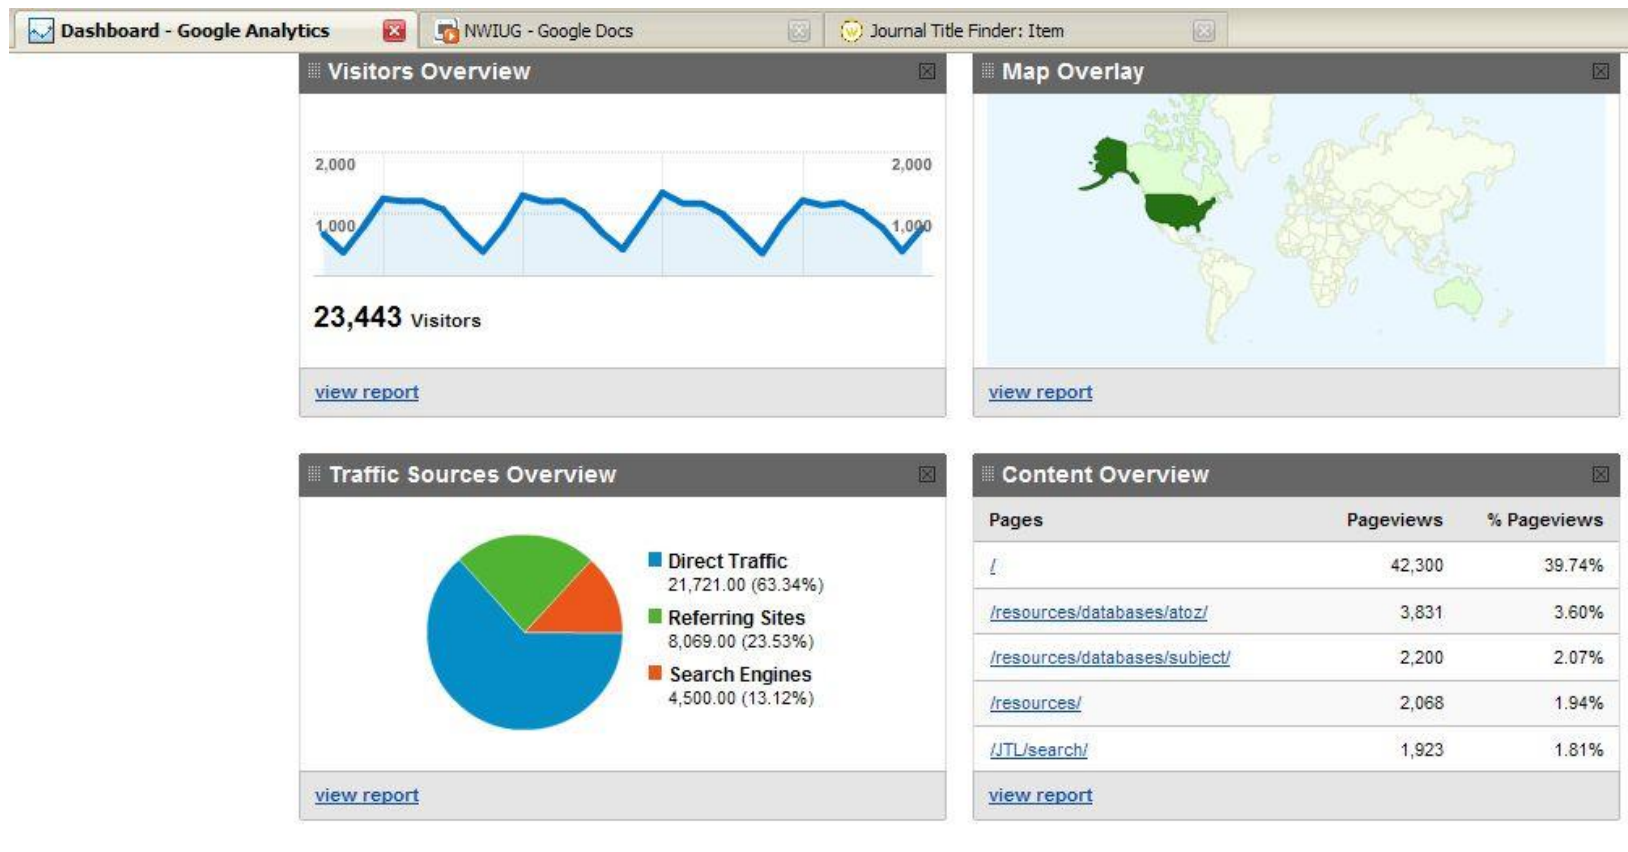 Dashboard - Google Analytics
NWIUG - Google Docs
Journal Title Finder: Item
Visitors Overview
2,000
2,000
1,000
1,000
23,443 Visitors
view report
Map Overlay
view report
Traffic Sources Overview
Direct Traffic
21,721.00 (63.34%)
Referring Sites
8,069.00 (23.53%)
Search Engines
4,500.00 (13.12%)
view report
Content Overview
Pages Pageviews % Pageviews
/ 42,300 39.74%
/resources/databases/atoz/ 3,831 3.60%
/resources/databases/subject/ 2,200 2.07%
/resources/ 2,068 1.94%
/JTL/search/ 1,923 1.81%
view report